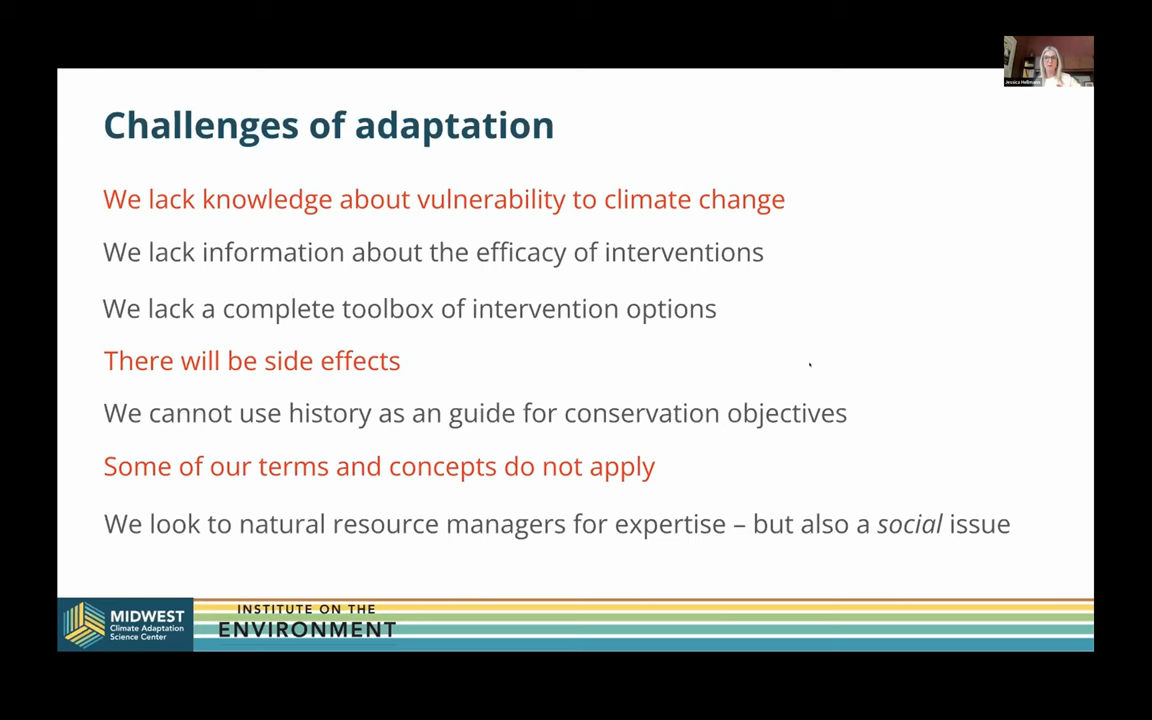 Jessica Hellmann
Challenges of adaptation
We lack knowledge about vulnerability to climate change
We lack information about the efficacy of interventions
We lack a complete toolbox of intervention options
There will be side effects
We cannot use history as an guide for conservation objectives
Some of our terms and concepts do not apply
We look to natural resource managers for expertise – but also a social issue
MIDWEST
Climate Adaptation
Science Center
INSTITUTE ON THE
ENVIRONMENT